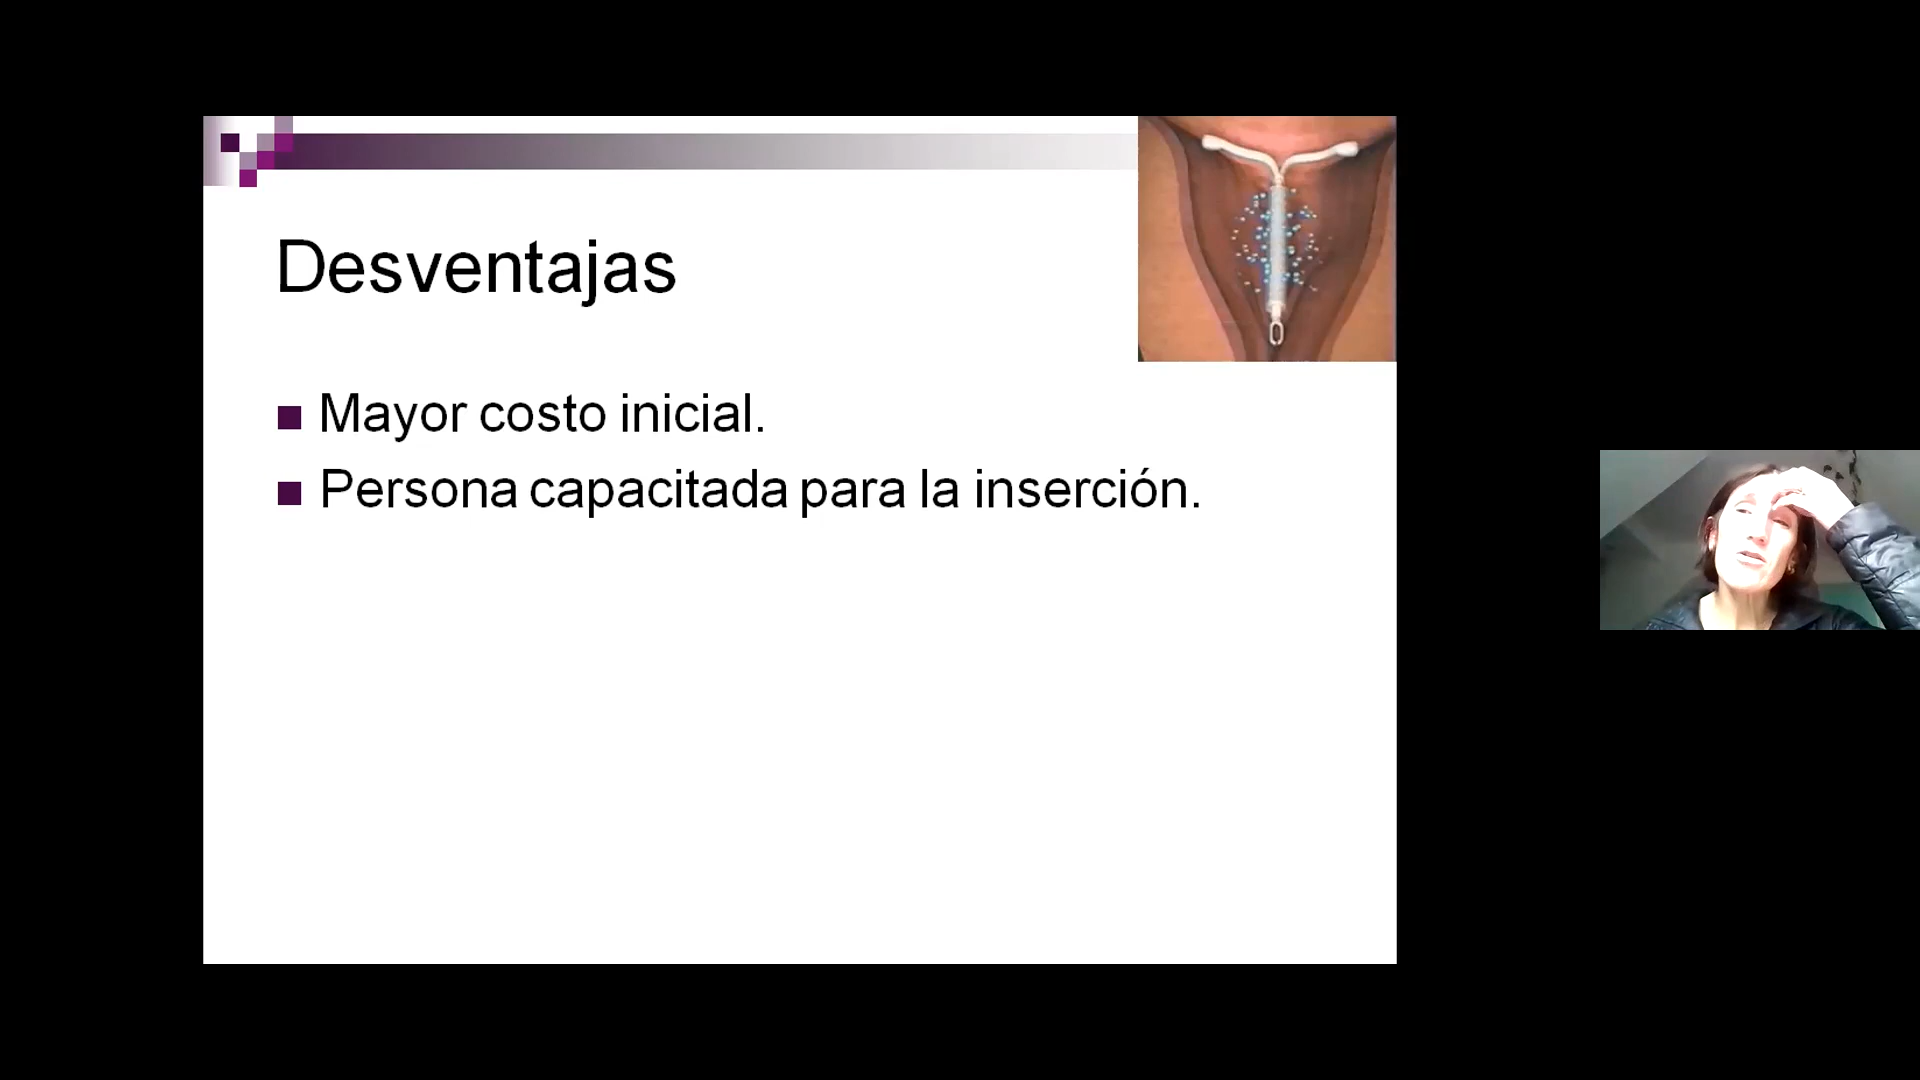 Desventajas
Mayor costo inicial.
Persona capacitada para la inserción.